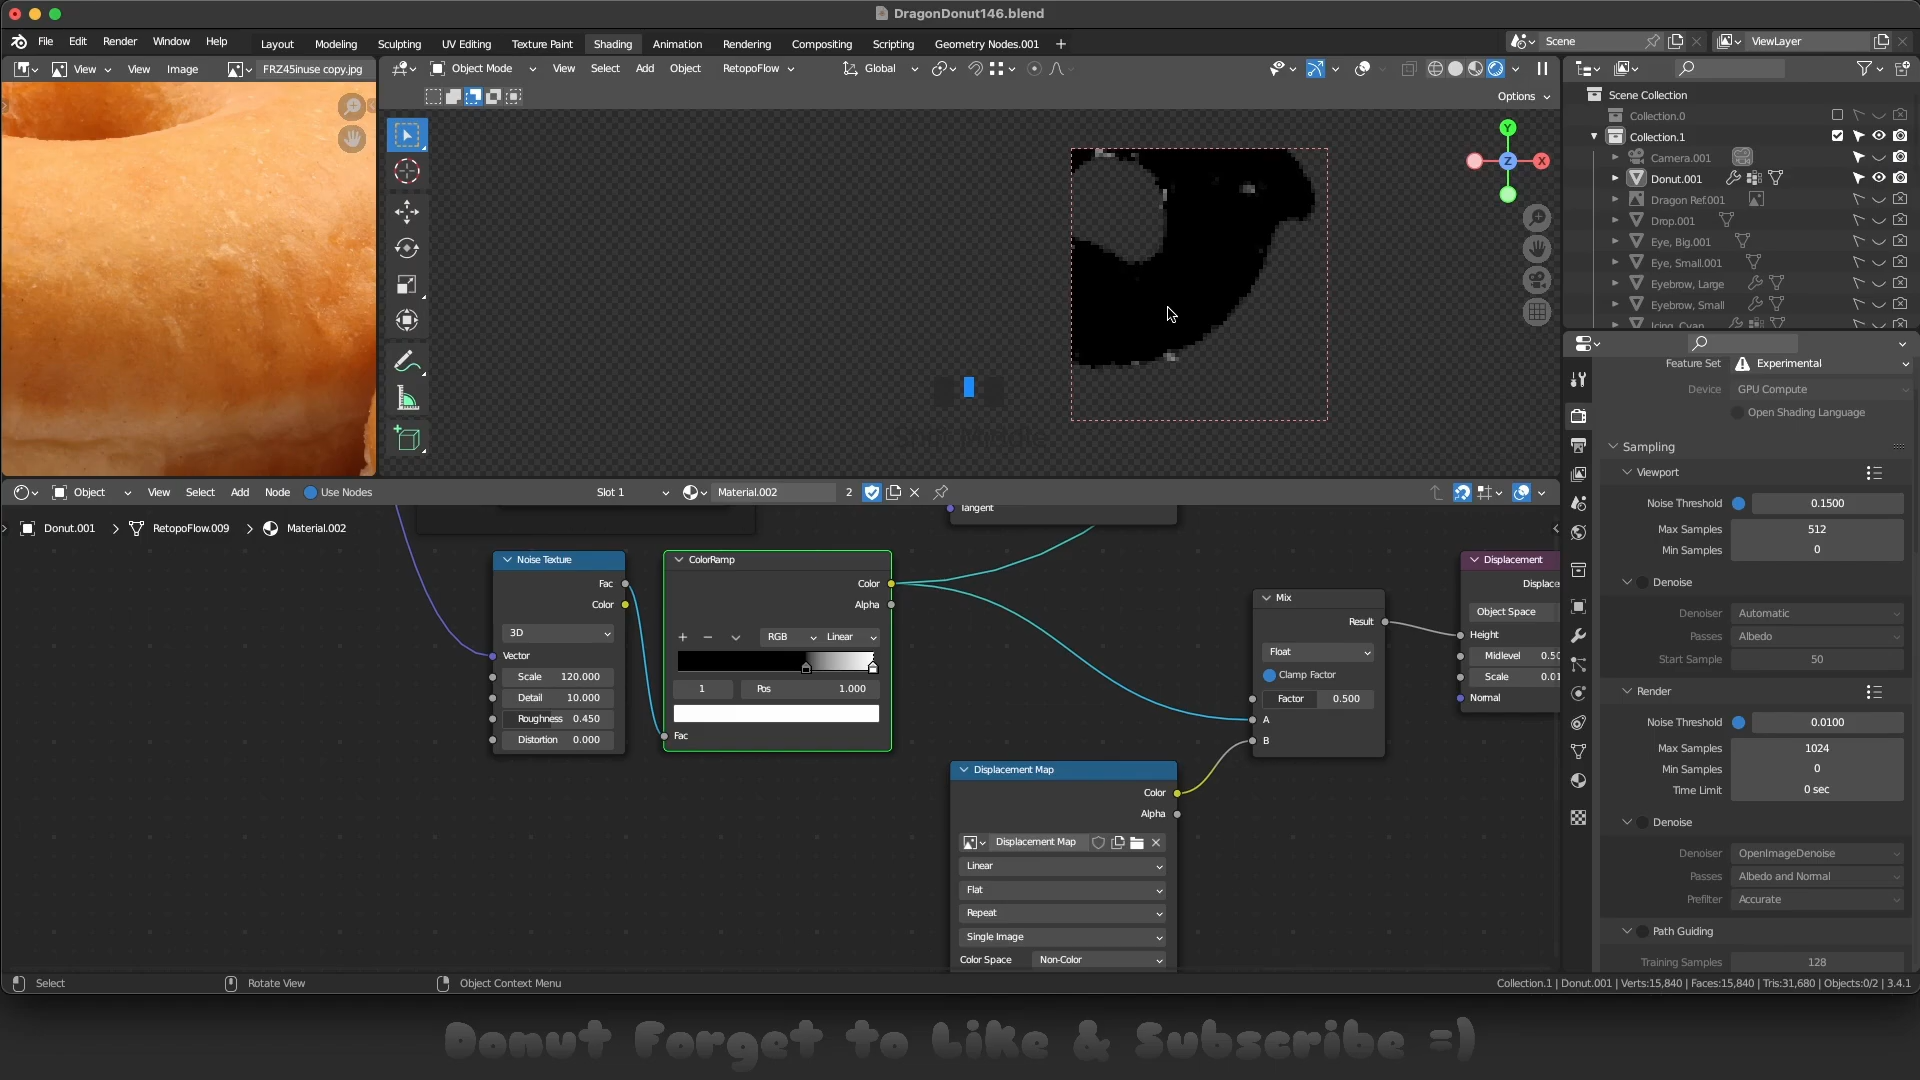 DragonDonut146.blend
File Edit Render Window Help
Layout Modeling Sculpting UV Editing Texture Paint Shading Animation Rendering Compositing Scripting Geometry Nodes.001
Scene
ViewLayer
View View Image FRZ45inuse copy.jpg
Object Mode View Select Add Object RetopoFlow
Global
Options
Y
X
Z
Scene Collection
Collection.0
Collection.1
Camera.001
Donut.001
Dragon Ref.001
Drop.001
Eye, Big.001
Eye, Small.001
Eyebrow, Large
Eyebrow, Small
Icing, Cyan
Feature Set Experimental
Device GPU Compute
Open Shading Language
Sampling
Viewport
Noise Threshold 0.1500
Max Samples 512
Min Samples 0
Denoise
Denoiser Automatic
Passes Albedo
Start Sample 50
Render
Noise Threshold 0.0100
Max Samples 1024
Min Samples 0
Time Limit 0 sec
Denoise
Denoiser OpenImageDenoise
Passes Albedo and Normal
Prefilter Accurate
Path Guiding
Training Samples 128
Object View Select Add Node Use Nodes
Slot 1
Material.002 2
Donut.001 RetopoFlow.009 Material.002
Tangent
Noise Texture
Fac
Color
3D
Vector
Scale 120.000
Detail 10.000
Roughness 0.450
Distortion 0.000
ColorRamp
Color
Alpha
RGB Linear
1 Pos 1.000
Fac
Mix
Result
Float
Clamp Factor
Factor 0.500
A
B
Displacement
Displace
Object Space
Height
Midlevel 0.50
Scale 0.01
Normal
Displacement Map
Color
Alpha
Displacement Map
Linear
Flat
Repeat
Single Image
Color Space Non-Color
Select Rotate View Object Context Menu
Collection.1 | Donut.001 | Verts:15,840 | Faces:15,840 | Tris:31,680 | Objects:0/2 | 3.4.1
Donut Forget to Like & Subscribe =)